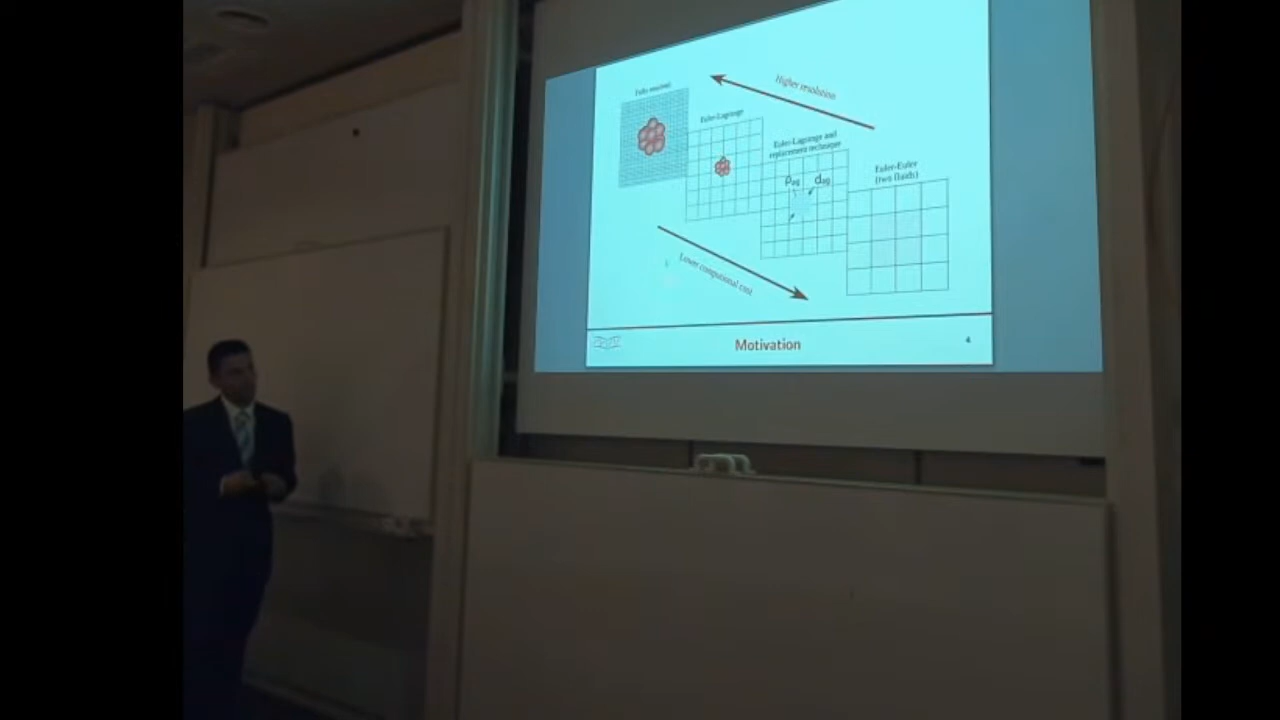 Higher resolution
Fully resolved
Euler-Lagrange
Euler-Lagrange and
replacement technique
Euler-Euler
(two fluids)
ρag
dag
Lower computional cost
Motivation
4